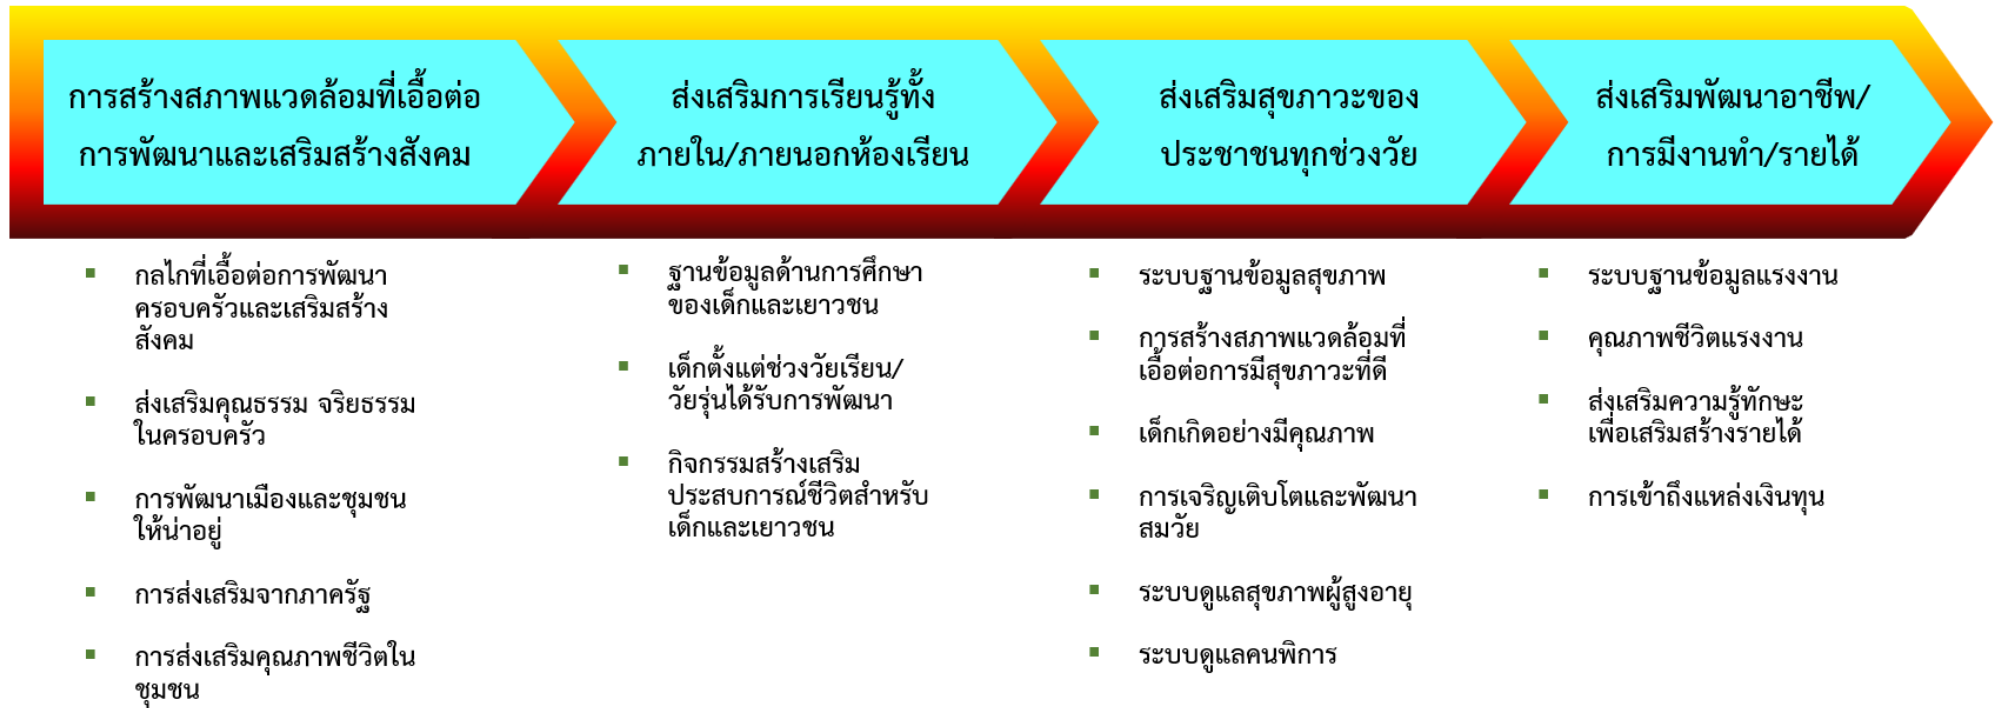 การสร้างสภาพแวดล้อมที่เอื้อต่อ
การพัฒนาและเสริมสร้างสังคม
ส่งเสริมการเรียนรู้ทั้ง
ภายใน/ภายนอกห้องเรียน
ส่งเสริมสุขภาวะของ
ประชาชนทุกช่วงวัย
ส่งเสริมพัฒนาอาชีพ/
การมีงานทำ/รายได้
▪ กลไกที่เอื้อต่อการพัฒนา
ครอบครัวและเสริมสร้าง
สังคม
▪ ส่งเสริมคุณธรรม จริยธรรม
ในครอบครัว
▪ การพัฒนาเมืองและชุมชน
ให้น่าอยู่
▪ การส่งเสริมจากภาครัฐ
▪ การส่งเสริมคุณภาพชีวิตใน
ชุมชน
▪ ฐานข้อมูลด้านการศึกษา
ของเด็กและเยาวชน
▪ เด็กตั้งแต่ช่วงวัยเรียน/
วัยรุ่นได้รับการพัฒนา
▪ กิจกรรมสร้างเสริม
ประสบการณ์ชีวิตสำหรับ
เด็กและเยาวชน
▪ ระบบฐานข้อมูลสุขภาพ
▪ การสร้างสภาพแวดล้อมที่
เอื้อต่อการมีสุขภาวะที่ดี
▪ เด็กเกิดอย่างมีคุณภาพ
▪ การเจริญเติบโตและพัฒนา
สมวัย
▪ ระบบดูแลสุขภาพผู้สูงอายุ
▪ ระบบดูแลคนพิการ
▪ ระบบฐานข้อมูลแรงงาน
▪ คุณภาพชีวิตแรงงาน
▪ ส่งเสริมความรู้ทักษะ
เพื่อเสริมสร้างรายได้
▪ การเข้าถึงแหล่งเงินทุน